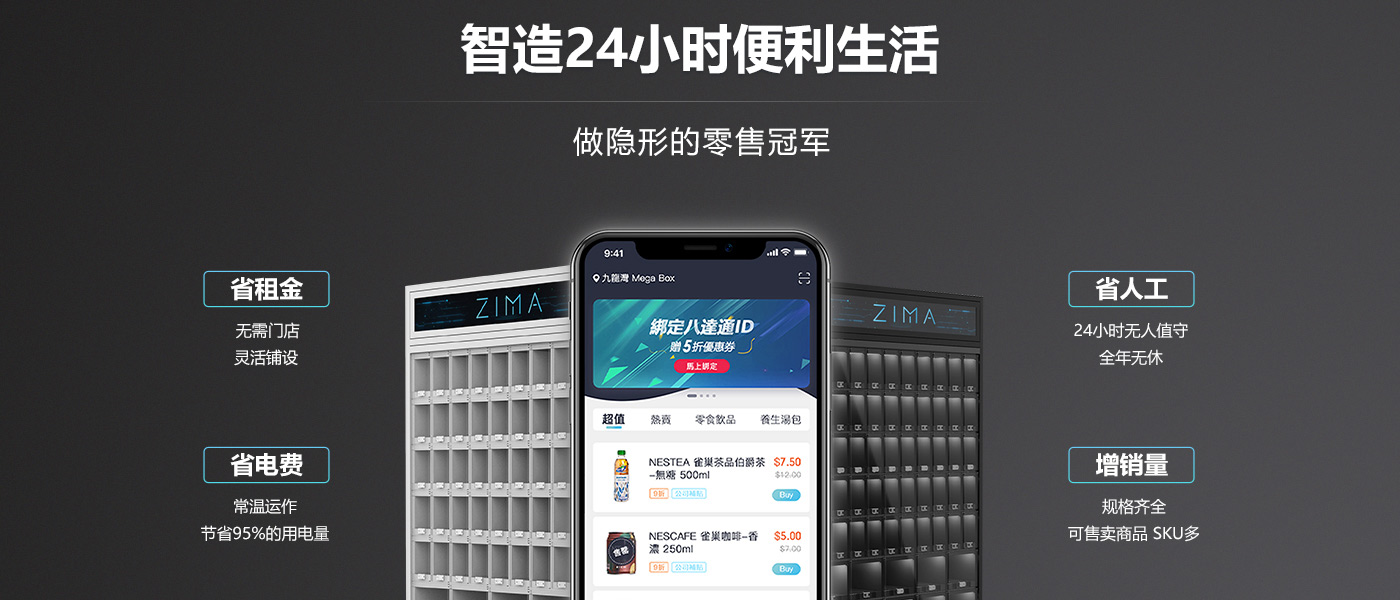 智造24小时便利生活
做隐形的零售冠军
省租金
无需门店
灵活铺设
省电费
常温运作
节省95%的用电量
ZIMA
9:41
九龍灣 Mega Box
綁定八達通ID
贈5折優惠券
馬上綁定
超值 熱賣 零食飲品 養生湯包
NESTEA 雀巢茶品伯爵茶
-無糖 500ml
$7.50
$12.00
9折 公司補貼
Buy
NESCAFE 雀巢咖啡-香
濃 250ml
$5.00
$7.00
9折 公司補貼
Buy
售罄
ZIMA
省人工
24小时无人值守
全年无休
增销量
规格齐全
可售卖商品 SKU多